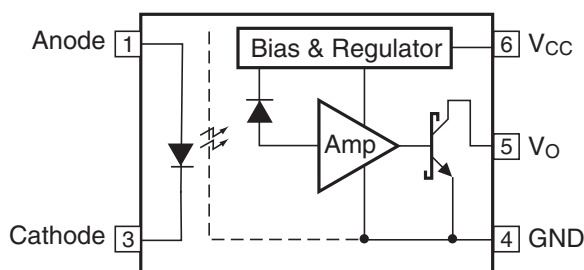 Anode 1
Bias & Regulator
6 VCC
Amp
5 VO
Cathode 3
4 GND